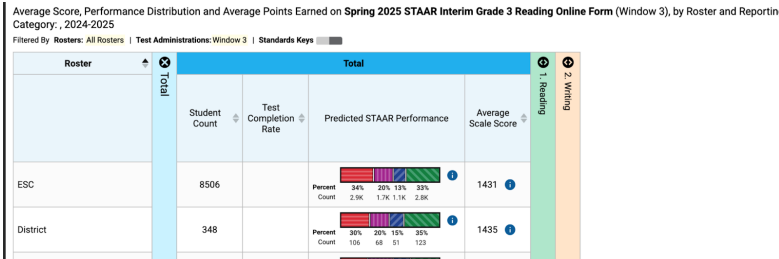 Average Score, Performance Distribution and Average Points Earned on Spring 2025 STAAR Interim Grade 3 Reading Online Form (Window 3), by Roster and Reportin
Category: , 2024-2025
Filtered By Rosters: All Rosters | Test Administrations: Window 3 | Standards Keys
Roster
Total
Total
1. Reading
2. Writing
Student Count
Test Completion Rate
Predicted STAAR Performance
Average Scale Score
ESC
8506
Percent 34% 20% 13% 33%
Count 2.9K 1.7K 1.1K 2.8K
1431
District
348
Percent 30% 20% 15% 35%
Count 106 68 51 123
1435